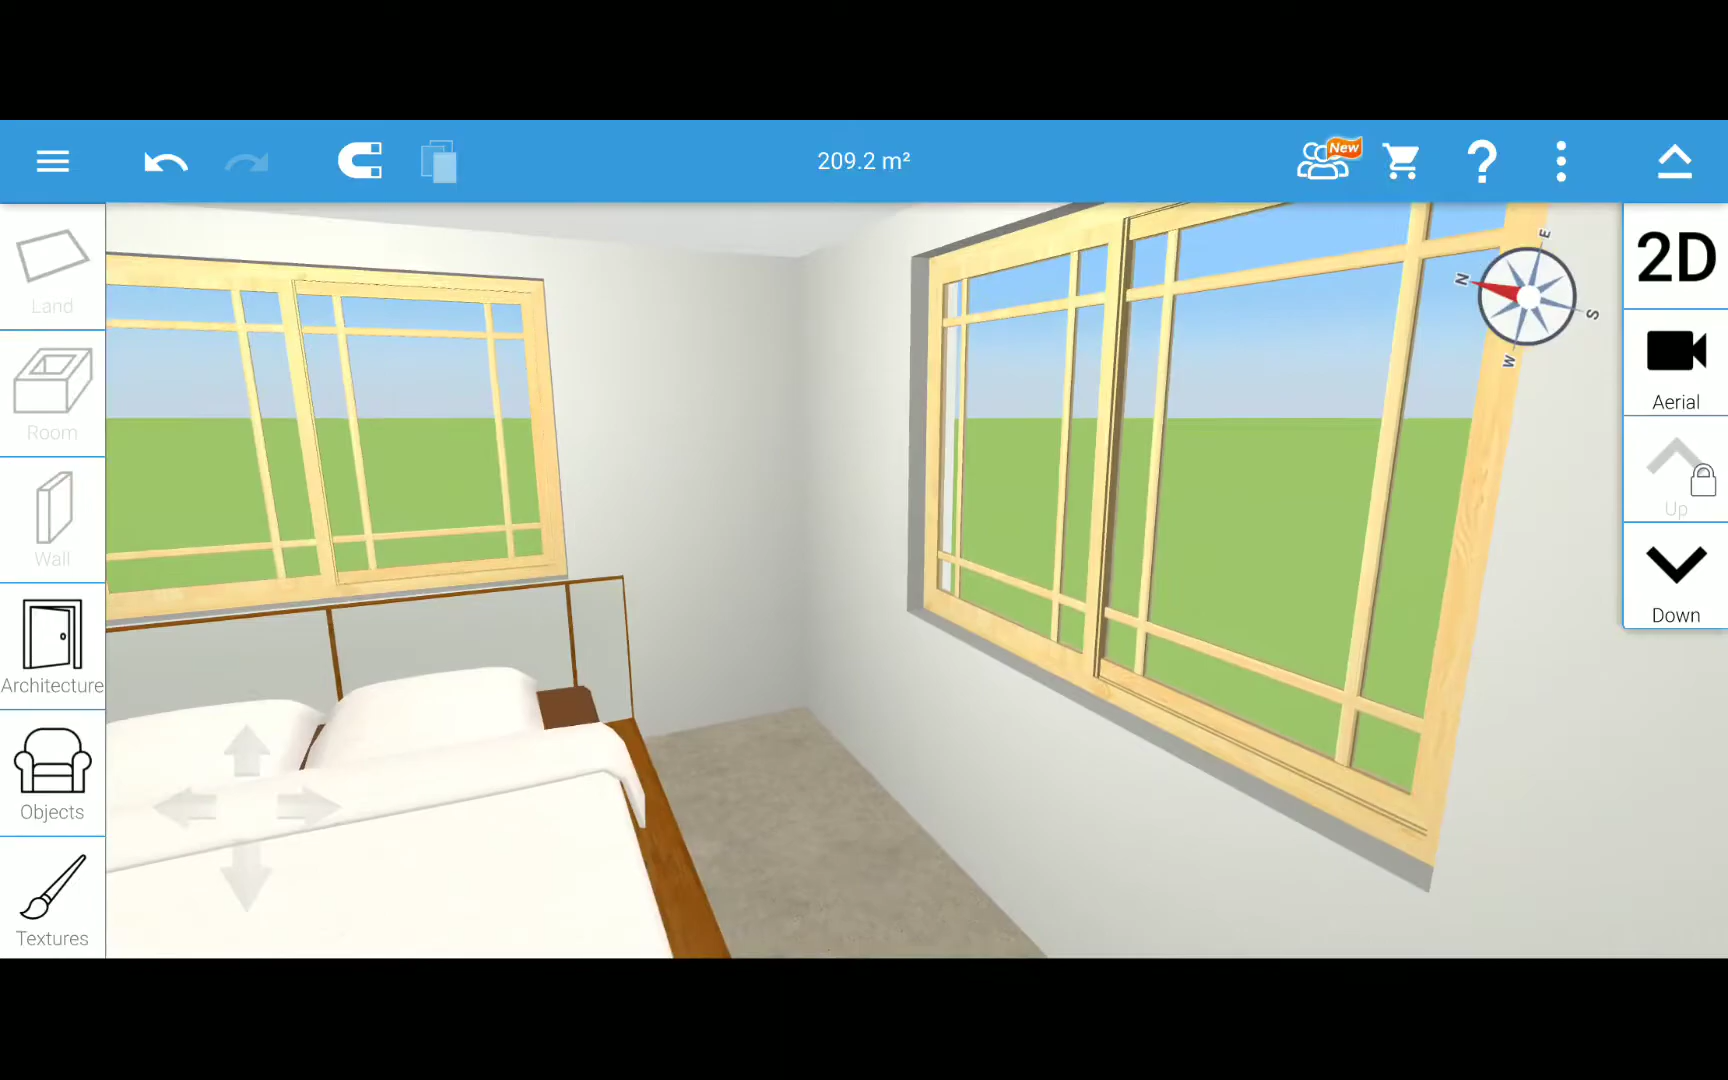 209.2 m²
New
Land
Room
Wall
Architecture
Objects
Textures
2D
Aerial
Up
Down
N
E
S
W